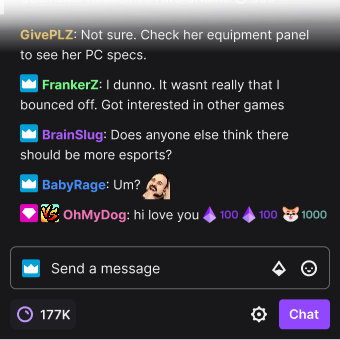 GivePLZ: Not sure. Check her equipment panel
to see her PC specs.
FrankerZ: I dunno. It wasnt really that I
bounced off. Got interested in other games
BrainSlug: Does anyone else think there
should be more esports?
BabyRage: Um?
VS OhMyDog: hi love you 100 100 1000
Send a message
177K Chat